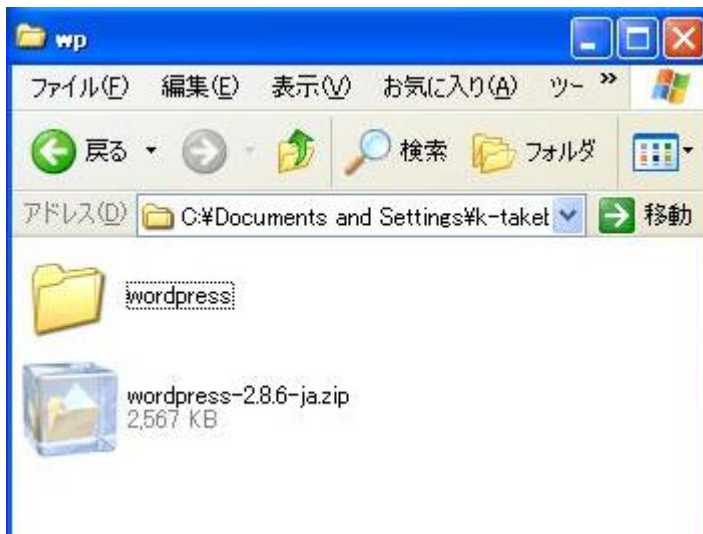 wp
ファイル(F) 編集(E) 表示(V) お気に入り(A) ツー »
戻る 検索 フォルダ
アドレス(D) C:¥Documents and Settings¥k-taket 移動
wordpress
wordpress-2.8.6-ja.zip
2,567 KB